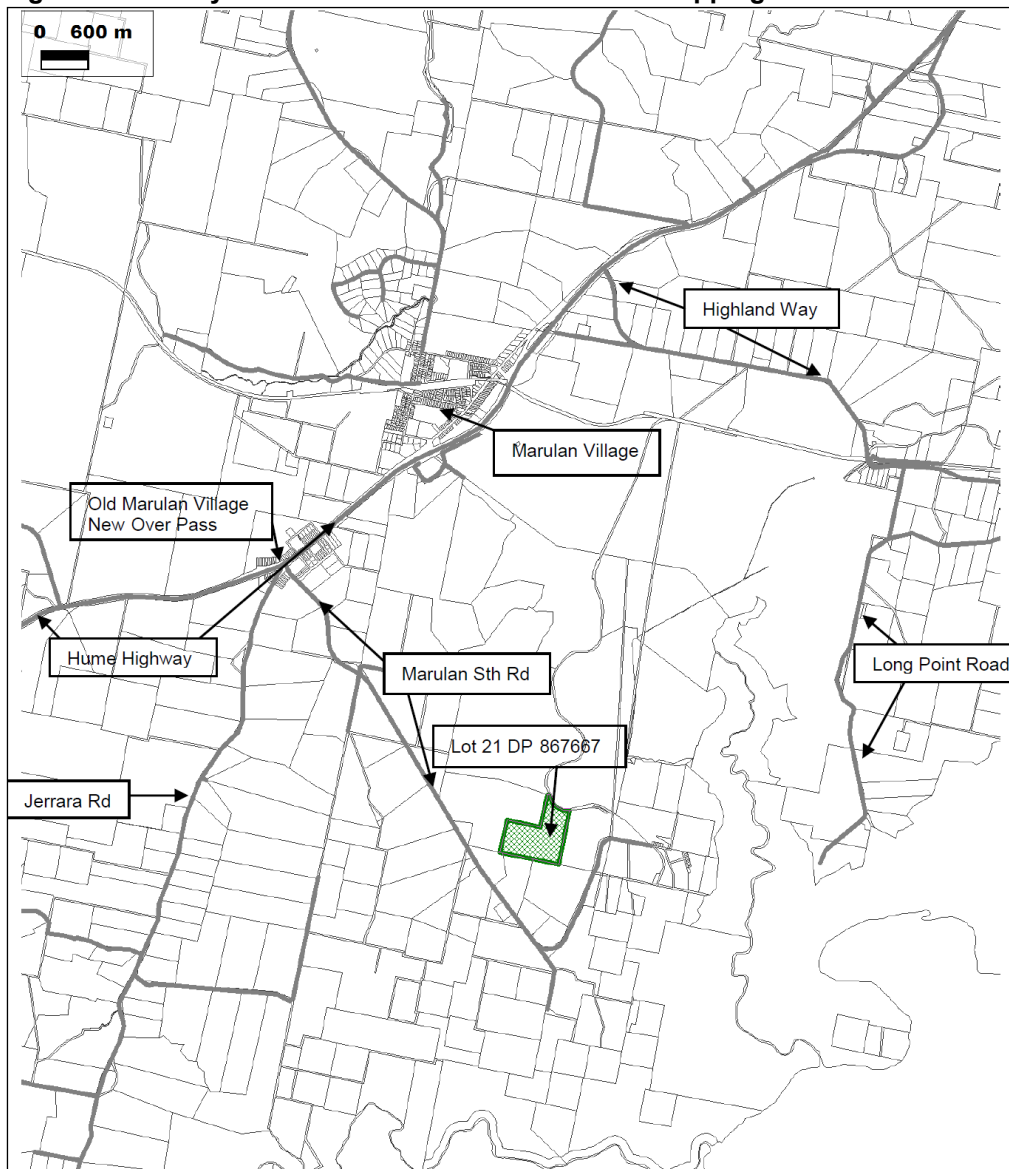 0 600 m
Highland Way
Marulan Village
Old Marulan Village
New Over Pass
Hume Highway
Marulan Sth Rd
Long Point Road
Lot 21 DP 867667
Jerrara Rd